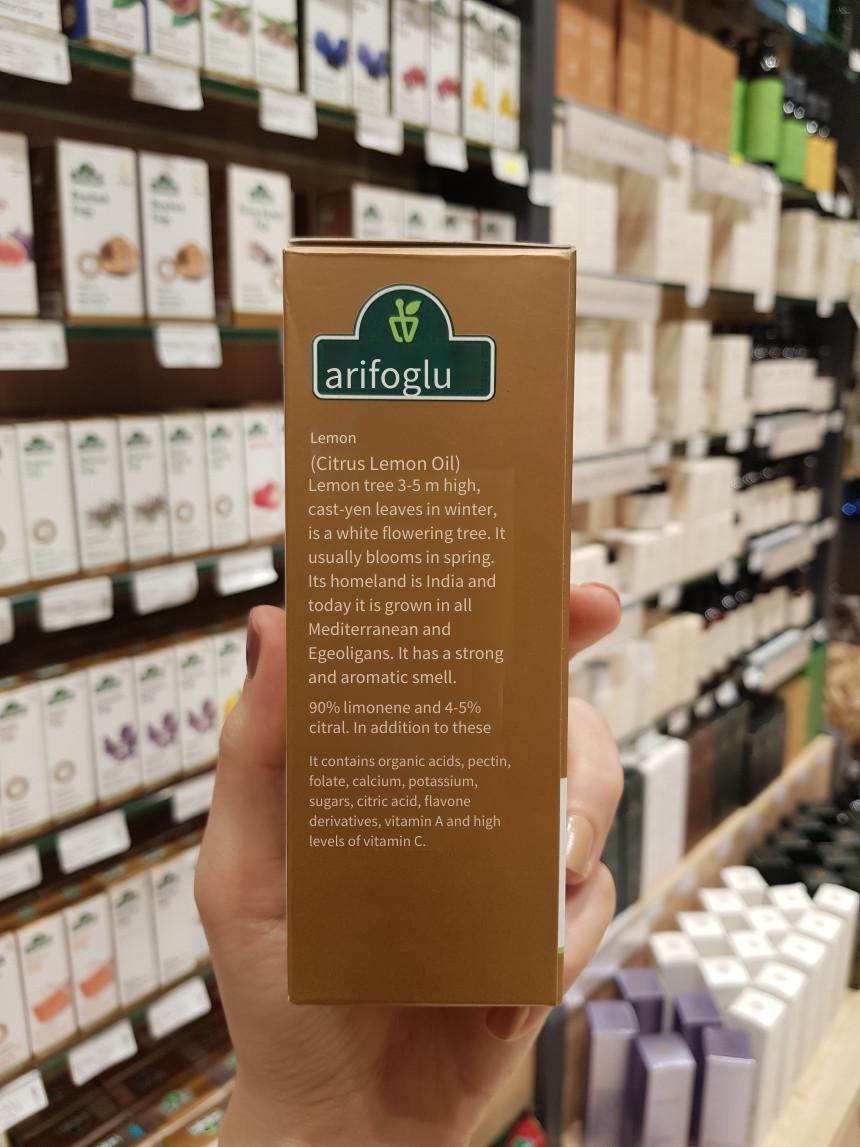 arifoglu
Lemon
(Citrus Lemon Oil)
Lemon tree 3-5 m high,
cast-yen leaves in winter,
is a white flowering tree. It
usually blooms in spring.
Its homeland is India and
today it is grown in all
Mediterranean and
Egeoligans. It has a strong
and aromatic smell.
90% limonene and 4-5%
citral. In addition to these
It contains organic acids, pectin,
folate, calcium, potassium,
sugars, citric acid, flavone
derivatives, vitamin A and high
levels of vitamin C.